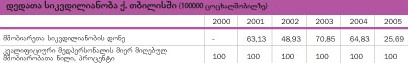 დედათა სიკვდილიანობა ქ. თბილისში (100000 ცოცხალშობილზე)
2000 2001 2002 2003 2004 2005
მშობიარეთა სიკვდილიანობის დონე - 63,13 48,93 70,85 64,83 25,69
კვალიფიციური მედპერსონალის მიერ მიღებულ
მშობიარობათა წილი, პროცენტი 100 100 100 100 100 100